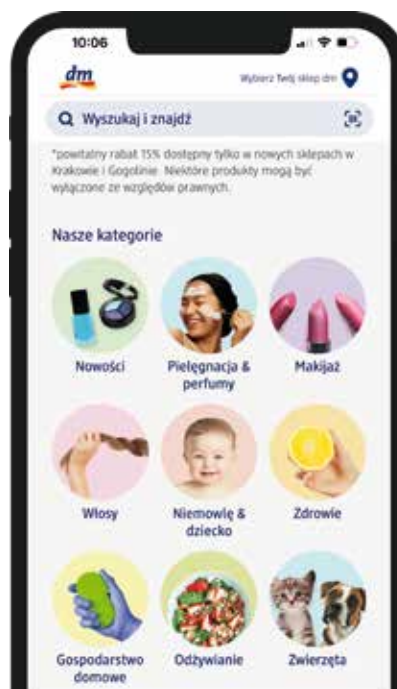 10:06
dm
Wybierz Twój sklep dm
Wyszukaj i znajdź
*powitalny rabat 15% dostępny tylko w nowych sklepach w
Krakowie i Gogolinie. Niektóre produkty mogą być
wyłączone ze względów prawnych.
Nasze kategorie
Nowości
Pielęgnacja &
perfumy
Makijaż
Włosy
Niemowlę &
dziecko
Zdrowie
Gospodarstwo
domowe
Odżywianie
Zwierzęta